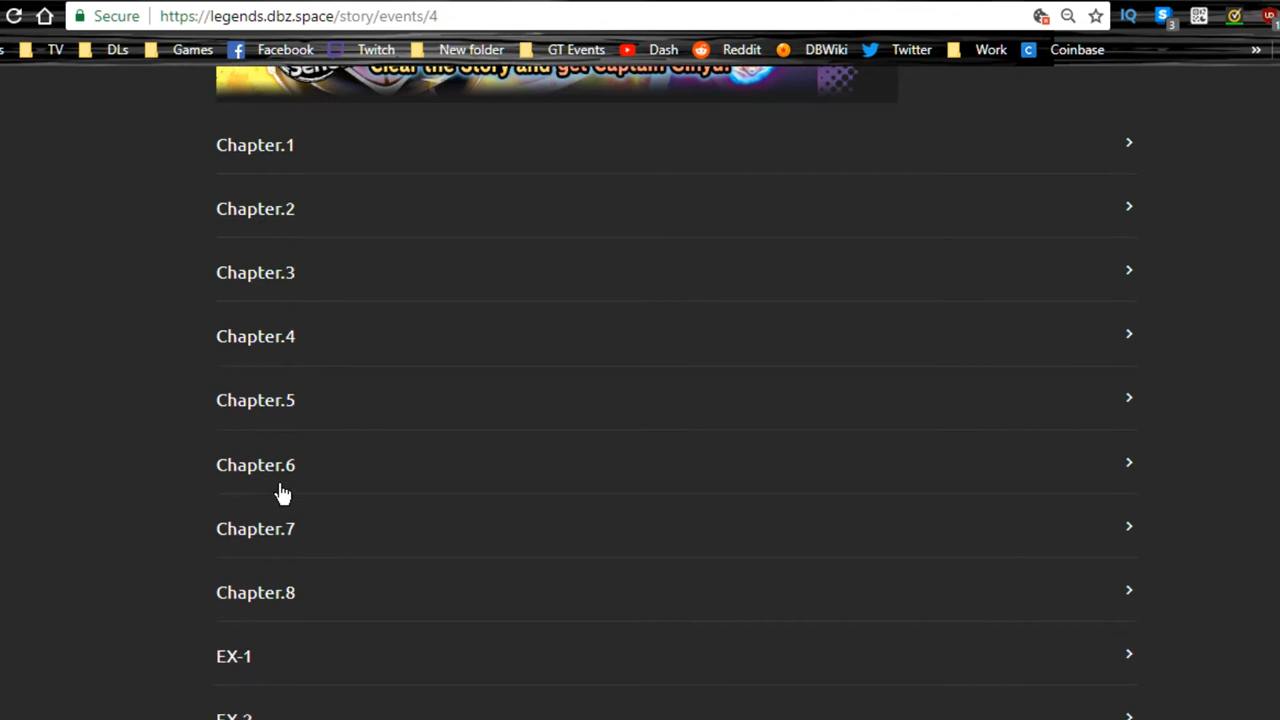 Secure https://legends.dbz.space/story/events/4
TV DLs Games Facebook Twitch New folder GT Events Dash Reddit DBWiki Twitter Work Coinbase
Clear the Story and get Captain Ginyu!
Chapter.1
Chapter.2
Chapter.3
Chapter.4
Chapter.5
Chapter.6
Chapter.7
Chapter.8
EX-1
EX-2